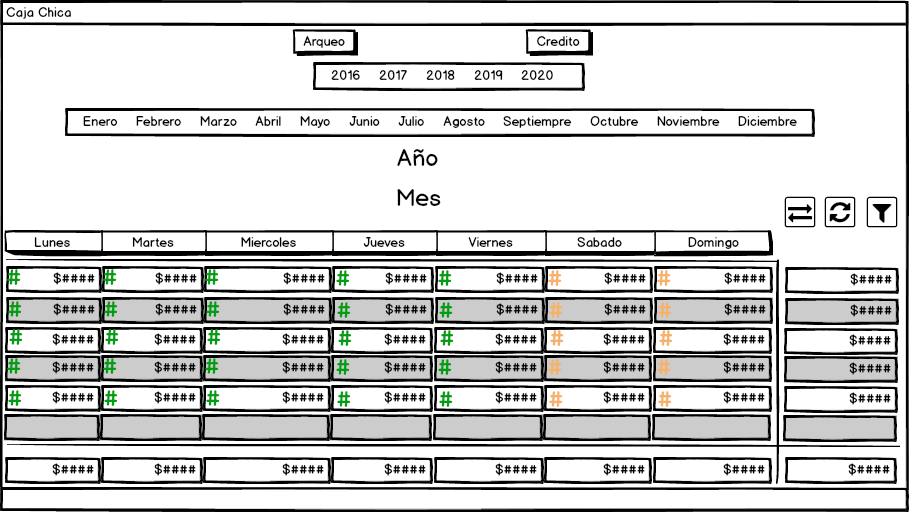 Caja Chica
Arqueo Credito
2016 2017 2018 2019 2020
Enero Febrero Marzo Abril Mayo Junio Julio Agosto Septiempre Octubre Noviembre Diciembre
Año
Mes
Lunes Martes Miercoles Jueves Viernes Sabado Domingo
# $#### # $#### # $#### # $#### # $#### # $#### # $#### $####
# $#### # $#### # $#### # $#### # $#### # $#### # $#### $####
# $#### # $#### # $#### # $#### # $#### # $#### # $#### $####
# $#### # $#### # $#### # $#### # $#### # $#### # $#### $####
# $#### # $#### # $#### # $#### # $#### # $#### # $#### $####
$#### $#### $#### $#### $#### $#### $#### $####